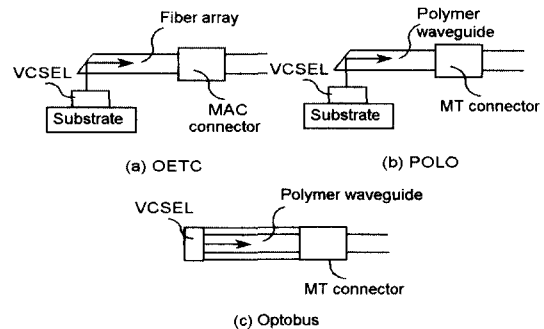 Fiber array
VCSEL
Substrate
MAC
connector
(a) OETC
Polymer
waveguide
VCSEL
Substrate
MT connector
(b) POLO
VCSEL
Polymer waveguide
MT connector
(c) Optobus